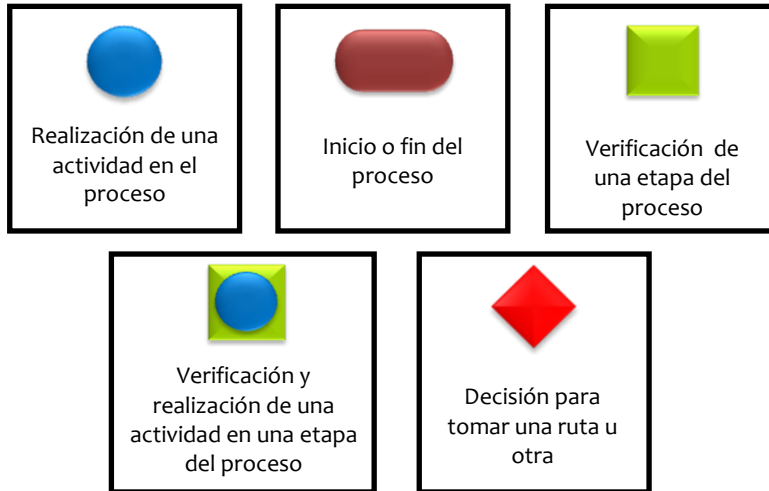 Realización de una
actividad en el
proceso
Inicio o fin del
proceso
Verificación de
una etapa del
proceso
Verificación y
realización de una
actividad en una etapa
del proceso
Decisión para
tomar una ruta u
otra